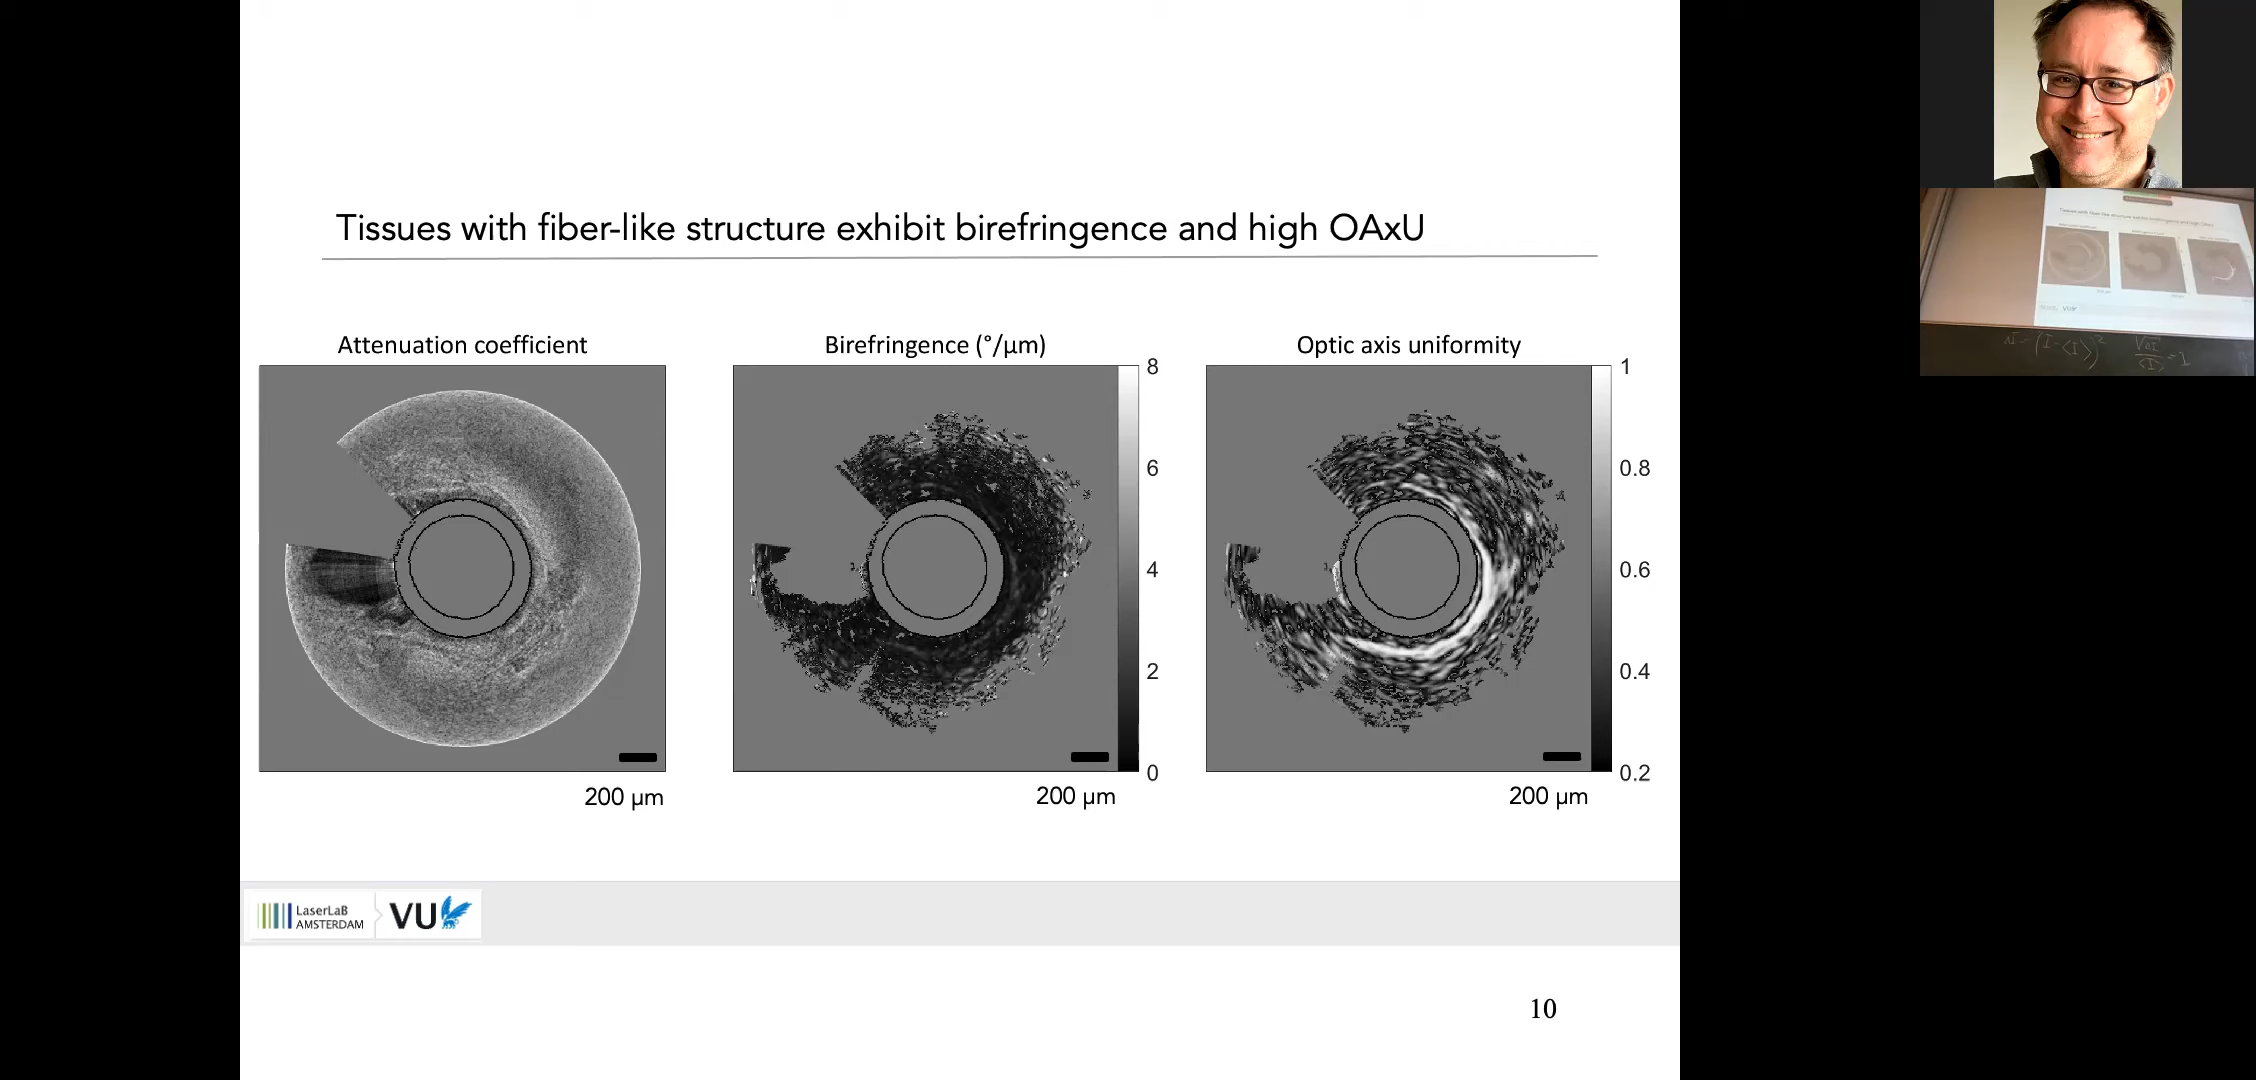 Tissues with fiber-like structure exhibit birefringence and high OAxU
Attenuation coefficient
Birefringence (°/μm)
Optic axis uniformity
8
6
4
2
0
1
0.8
0.6
0.4
0.2
200 μm
200 μm
200 μm
LaserLaB
AMSTERDAM
VU
10